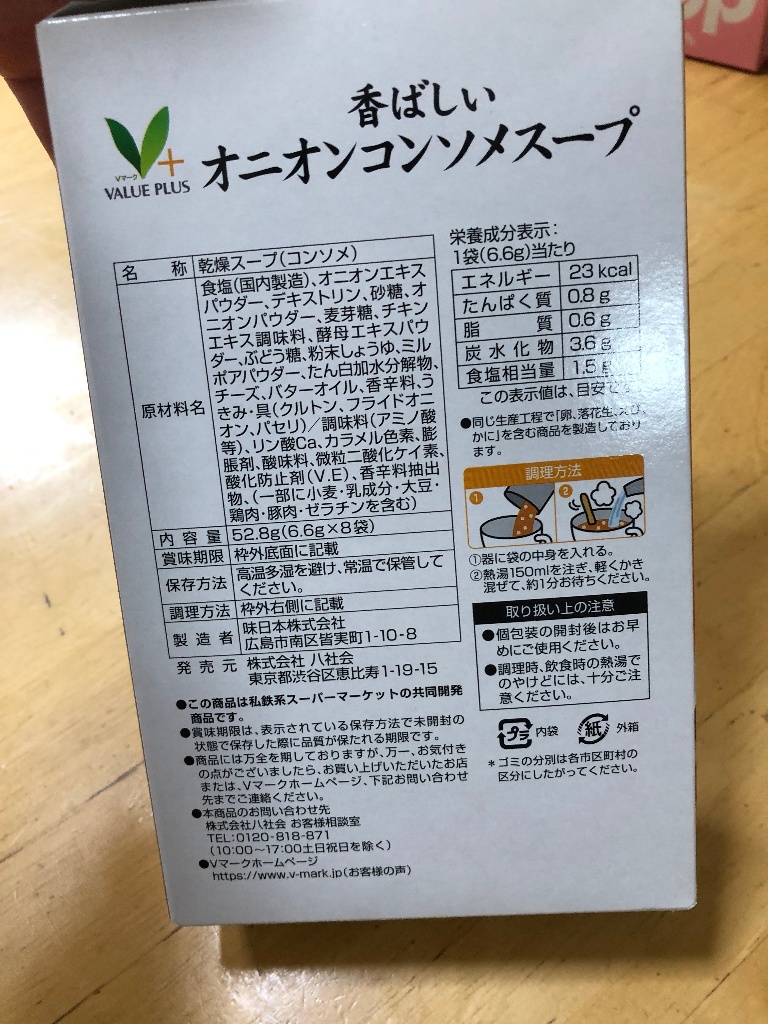 香ばしい
オニオンコンソメスープ
Vマーク
VALUE PLUS
名称 乾燥スープ(コンソメ)
原材料名
食塩(国内製造)、オニオンエキス
パウダー、デキストリン、砂糖、オ
ニオンパウダー、麦芽糖、チキン
エキス調味料、酵母エキスパウ
ダー、ぶどう糖、粉末しょうゆ、ミル
ポアパウダー、たん白加水分解物、
チーズ、バターオイル、香辛料、う
きみ・具(クルトン、フライドオニ
オン、パセリ)/調味料(アミノ酸
等)、リン酸Ca、カラメル色素、膨
脹剤、酸味料、微粒二酸化ケイ素、
酸化防止剤(V.E)、香辛料抽出
物、(一部に小麦・乳成分・大豆・
鶏肉・豚肉・ゼラチンを含む)
内容量 52.8g(6.6g×8袋)
賞味期限 枠外底面に記載
保存方法 高温多湿を避け、常温で保管して
ください。
調理方法 枠外右側に記載
製造者 味日本株式会社
広島市南区皆実町1-10-8
発売元 株式会社 八社会
東京都渋谷区恵比寿1-19-15
●この商品は私鉄系スーパーマーケットの共同開発
商品です。
●賞味期限は、表示されている保存方法で未開封の
状態で保存した際に品質が保たれる期限です。
●商品には万全を期しておりますが、万一、お気付き
の点がございましたら、お買い上げいただいたお店
または、Vマークホームページ、下記お問い合わせ
先までご連絡ください。
●本商品のお問い合わせ先
株式会社八社会 お客様相談室
TEL:0120-818-871
(10:00～17:00土日祝日を除く)
●Vマークホームページ
https://www.v-mark.jp(お客様の声)
栄養成分表示:
1袋(6.6g)当たり
エネルギー 23 kcal
たんぱく質 0.8 g
脂質 0.6 g
炭水化物 3.6 g
食塩相当量 1.5 g
この表示値は、目安です。
●同じ生産工程で「卵、落花生、えび、
かに」を含む商品を製造しており
ます。
調理方法
1 2
①器に袋の中身を入れる。
②熱湯150mlを注ぎ、軽くかき
混ぜて、約1分お待ちください。
取り扱い上の注意
●個包装の開封後はお早
めにご使用ください。
●調理時、飲食時の熱湯で
のやけどには、十分ご注
意ください。
プラ 内袋 紙 外箱
＊ゴミの分別は各市区町村の
区分にしたがってください。